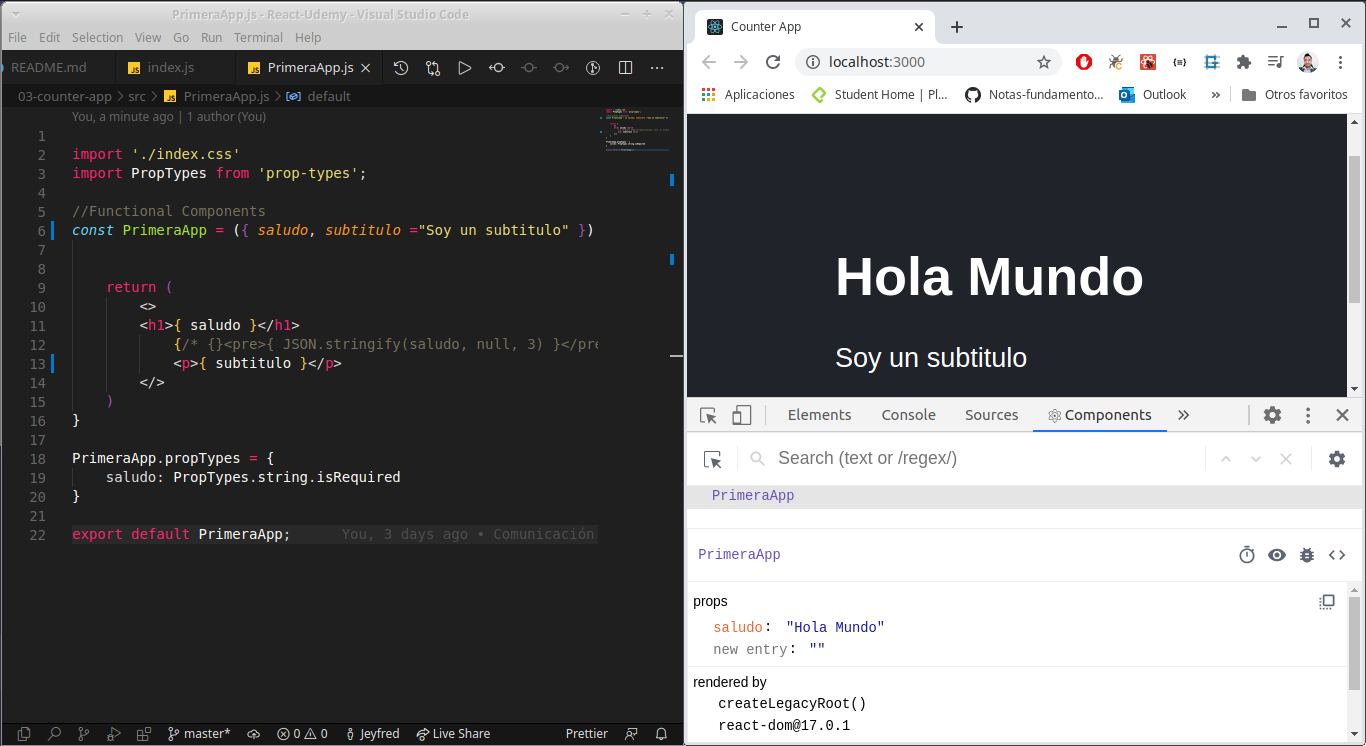 PrimeraApp.js - React-Udemy - Visual Studio Code
File Edit Selection View Go Run Terminal Help
README.md index.js PrimeraApp.js
03-counter-app > src > PrimeraApp.js > default
You, a minute ago | 1 author (You)
1
2 import './index.css'
3 import PropTypes from 'prop-types';
4
5 //Functional Components
6 const PrimeraApp = ({ saludo, subtitulo ="Soy un subtitulo" })
7
8
9 return (
10 <>
11 <h1>{ saludo }</h1>
12 {/* {}<pre>{ JSON.stringify(saludo, null, 3) }</pre
13 <p>{ subtitulo }</p>
14 </>
15 )
16 }
17
18 PrimeraApp.propTypes = {
19 saludo: PropTypes.string.isRequired
20 }
21
22 export default PrimeraApp; You, 3 days ago • Comunicación
master* 0 0 Jeyfred Live Share Prettier
Counter App
localhost:3000
Aplicaciones Student Home | Pl... Notas-fundamento... Outlook » Otros favoritos
Hola Mundo
Soy un subtitulo
Elements Console Sources Components »
Search (text or /regex/)
PrimeraApp
PrimeraApp
props
saludo: "Hola Mundo"
new entry: ""
rendered by
createLegacyRoot()
react-dom@17.0.1